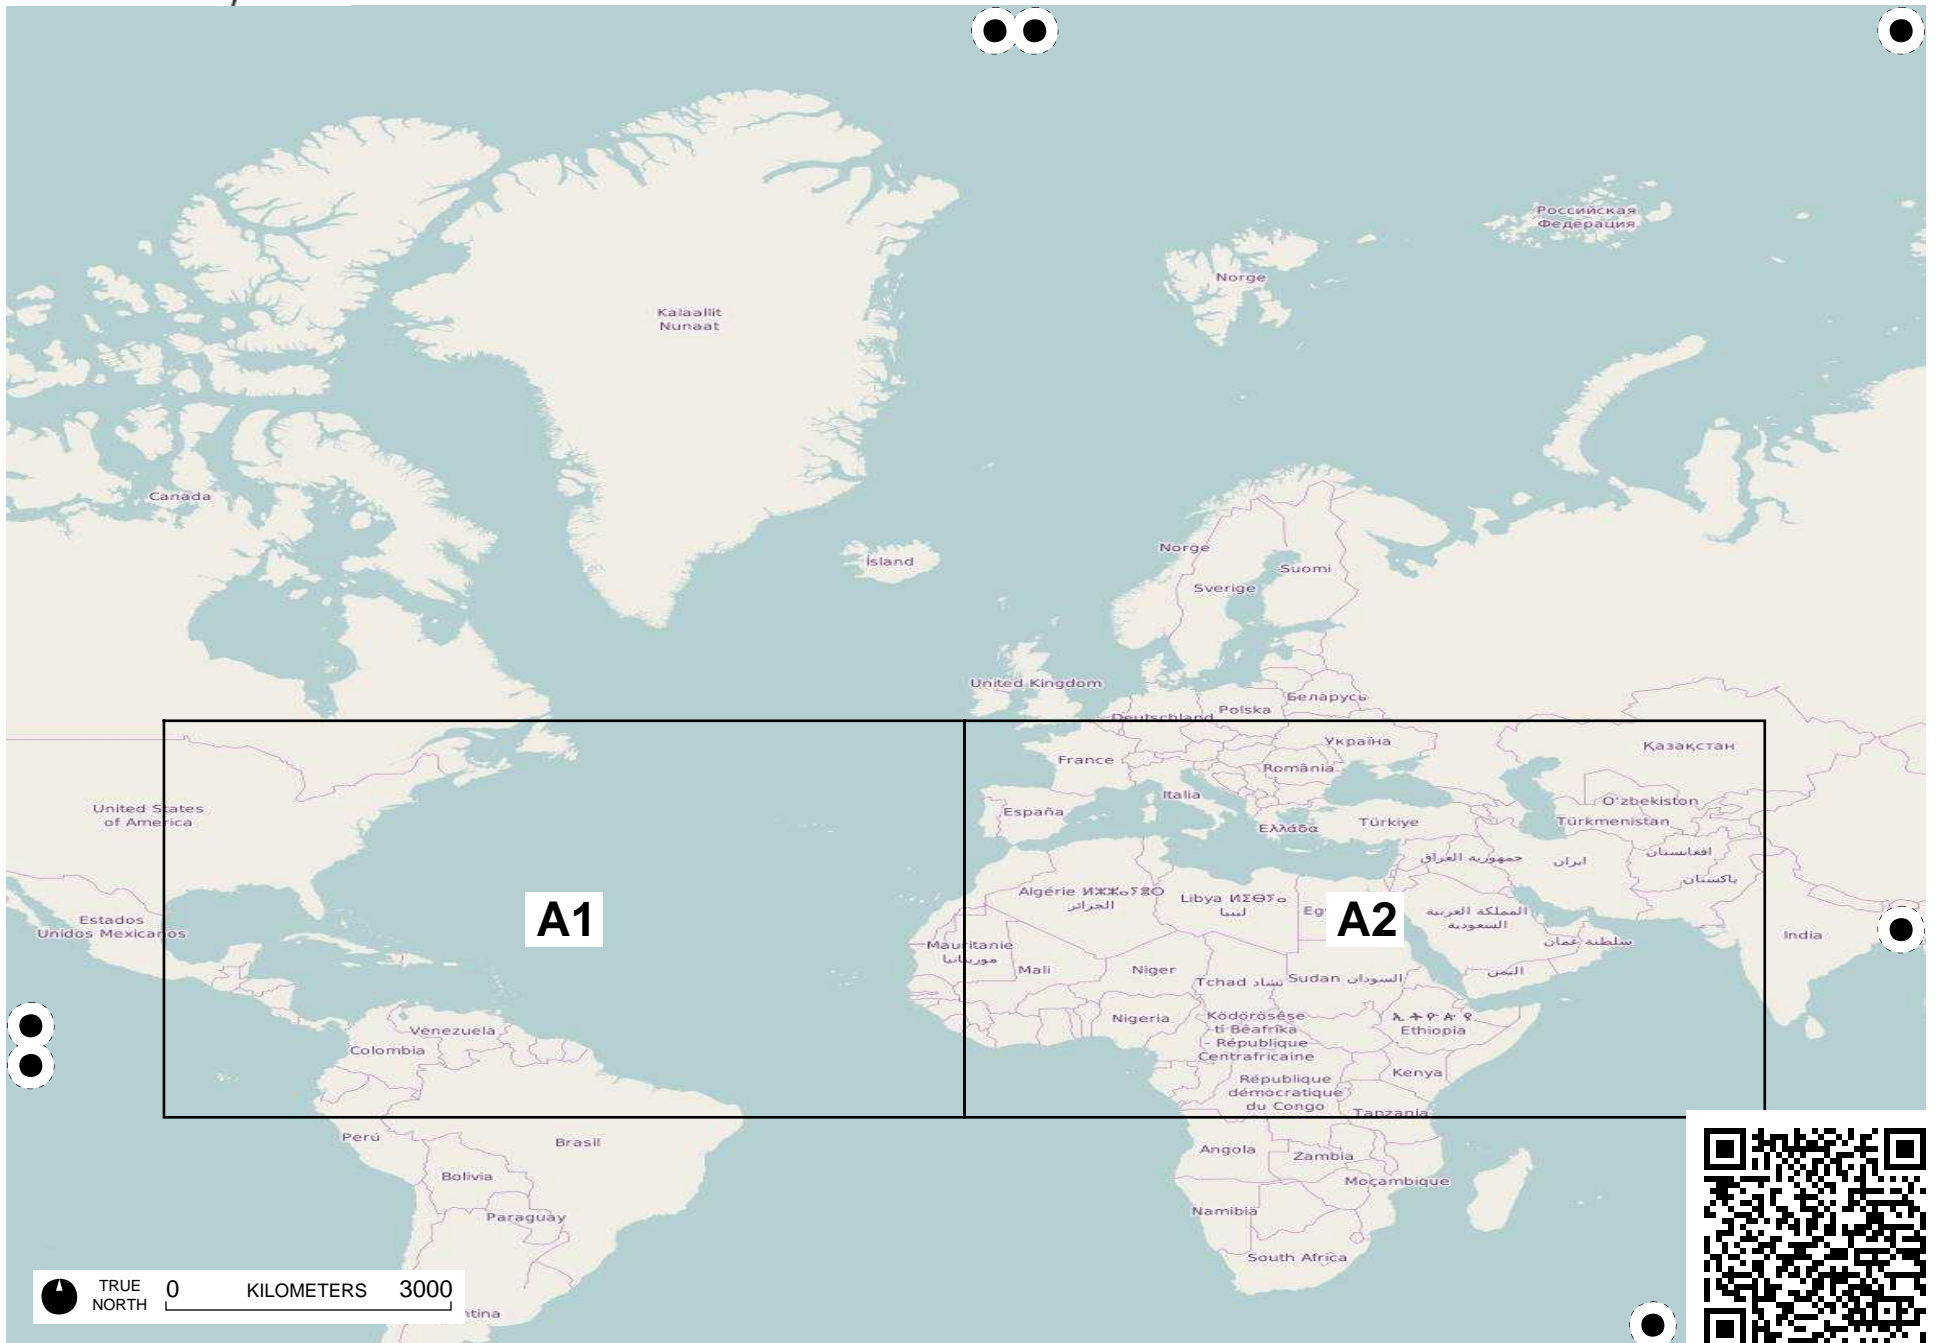 Российская
Федерация
Norge
Kalaallit
Nunaat
Canada
Norge
Ísland
Suomi
Sverige
United Kingdom
Беларусь
Polska
Deutschland
Україна
Қазақстан
France
România
Italia
O'zbekiston
United States
of America
España
Türkiye
Türkmenistan
Ελλάδα
جمهورية العراق
ایران
افغانستان
پاکستان
Algérie ⵍⵣⵣⴰⵢⴻⵔ
الجزائر
Libya ⵍⵉⴱⵢⴰ
ليبيا
Eg
المملكة العربية
السعودية
A1
A2
Estados
Unidos Mexicanos
India
سلطنة عمان
Mauritanie
موريتانيا
Mali
Niger
Tchad تشاد
Sudan السودان
اليمن
Nigeria
Ködörösêse
tî Bêafrîka
- République
Centrafricaine
Ethiopia
Venezuela
Colombia
Kenya
République
démocratique
du Congo
Tanzania
Perú
Brasil
Angola
Zambia
Bolivia
Moçambique
Paraguay
Namibia
South Africa
TRUE
NORTH
0 KILOMETERS 3000
ntina